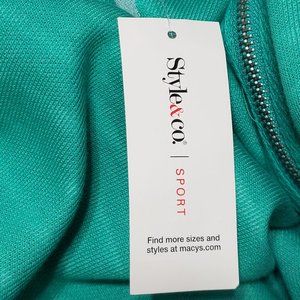 Style&co.® | SPORT
Find more sizes and
styles at macys.com